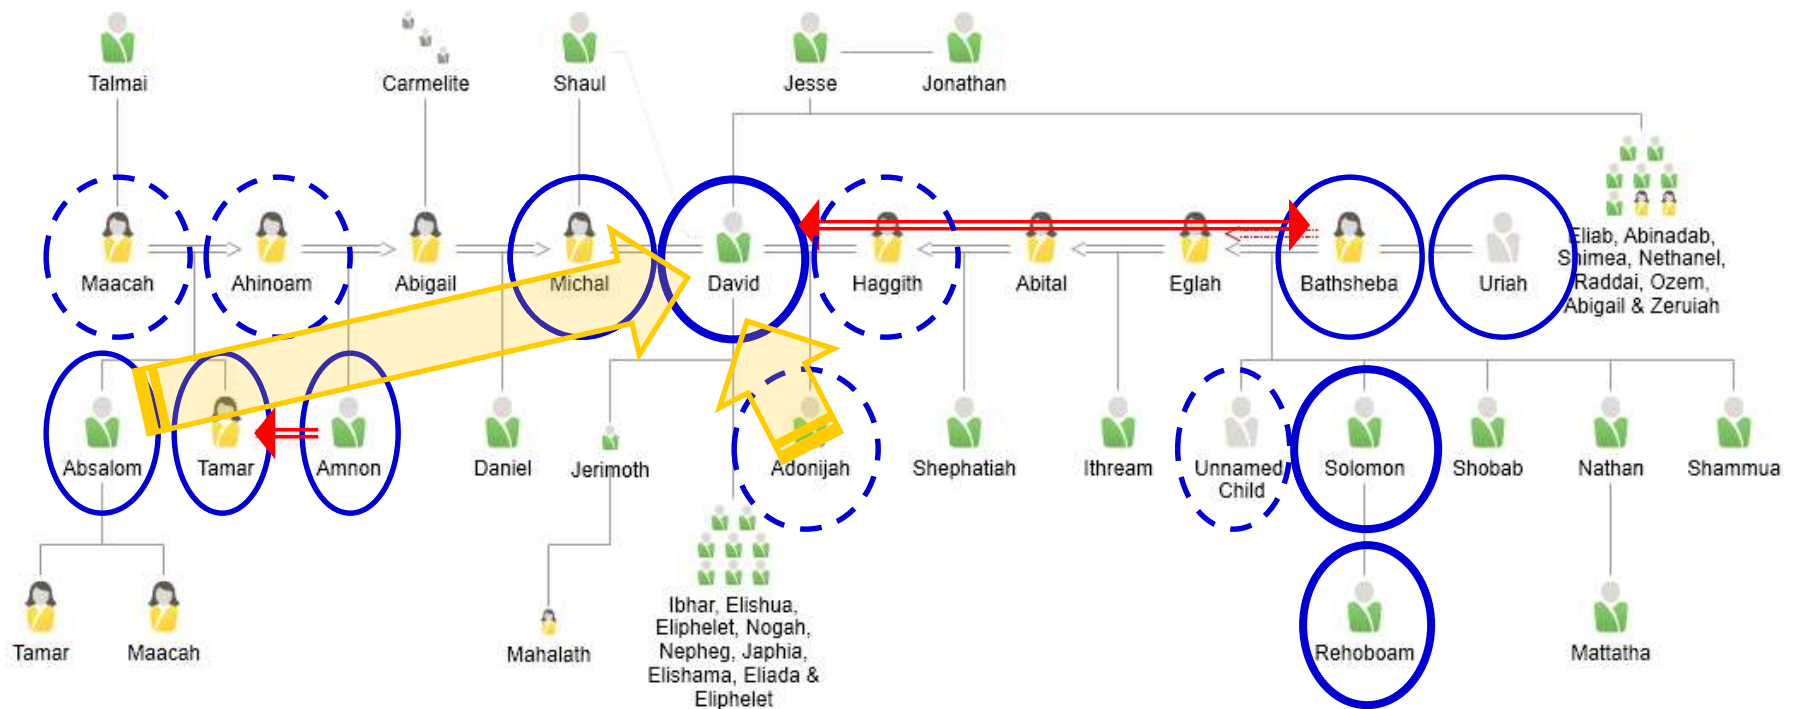 Talmai
Carmelite
Shaul
Jesse
Jonathan
Maacah
Ahinoam
Abigail
Michal
David
Haggith
Abital
Eglah
Bathsheba
Uriah
Eliab, Abinadab,
Shimea, Nethanel,
Raddai, Ozem,
Abigail & Zeruiah
Absalom
Tamar
Amnon
Daniel
Jerimoth
Adonijah
Shephatiah
Ithream
Unnamed
Child
Solomon
Shobab
Nathan
Shammua
Tamar
Maacah
Mahalath
Ibhar, Elishua,
Eliphelet, Nogah,
Nepheg, Japhia,
Elishama, Eliada &
Eliphelet
Rehoboam
Mattatha